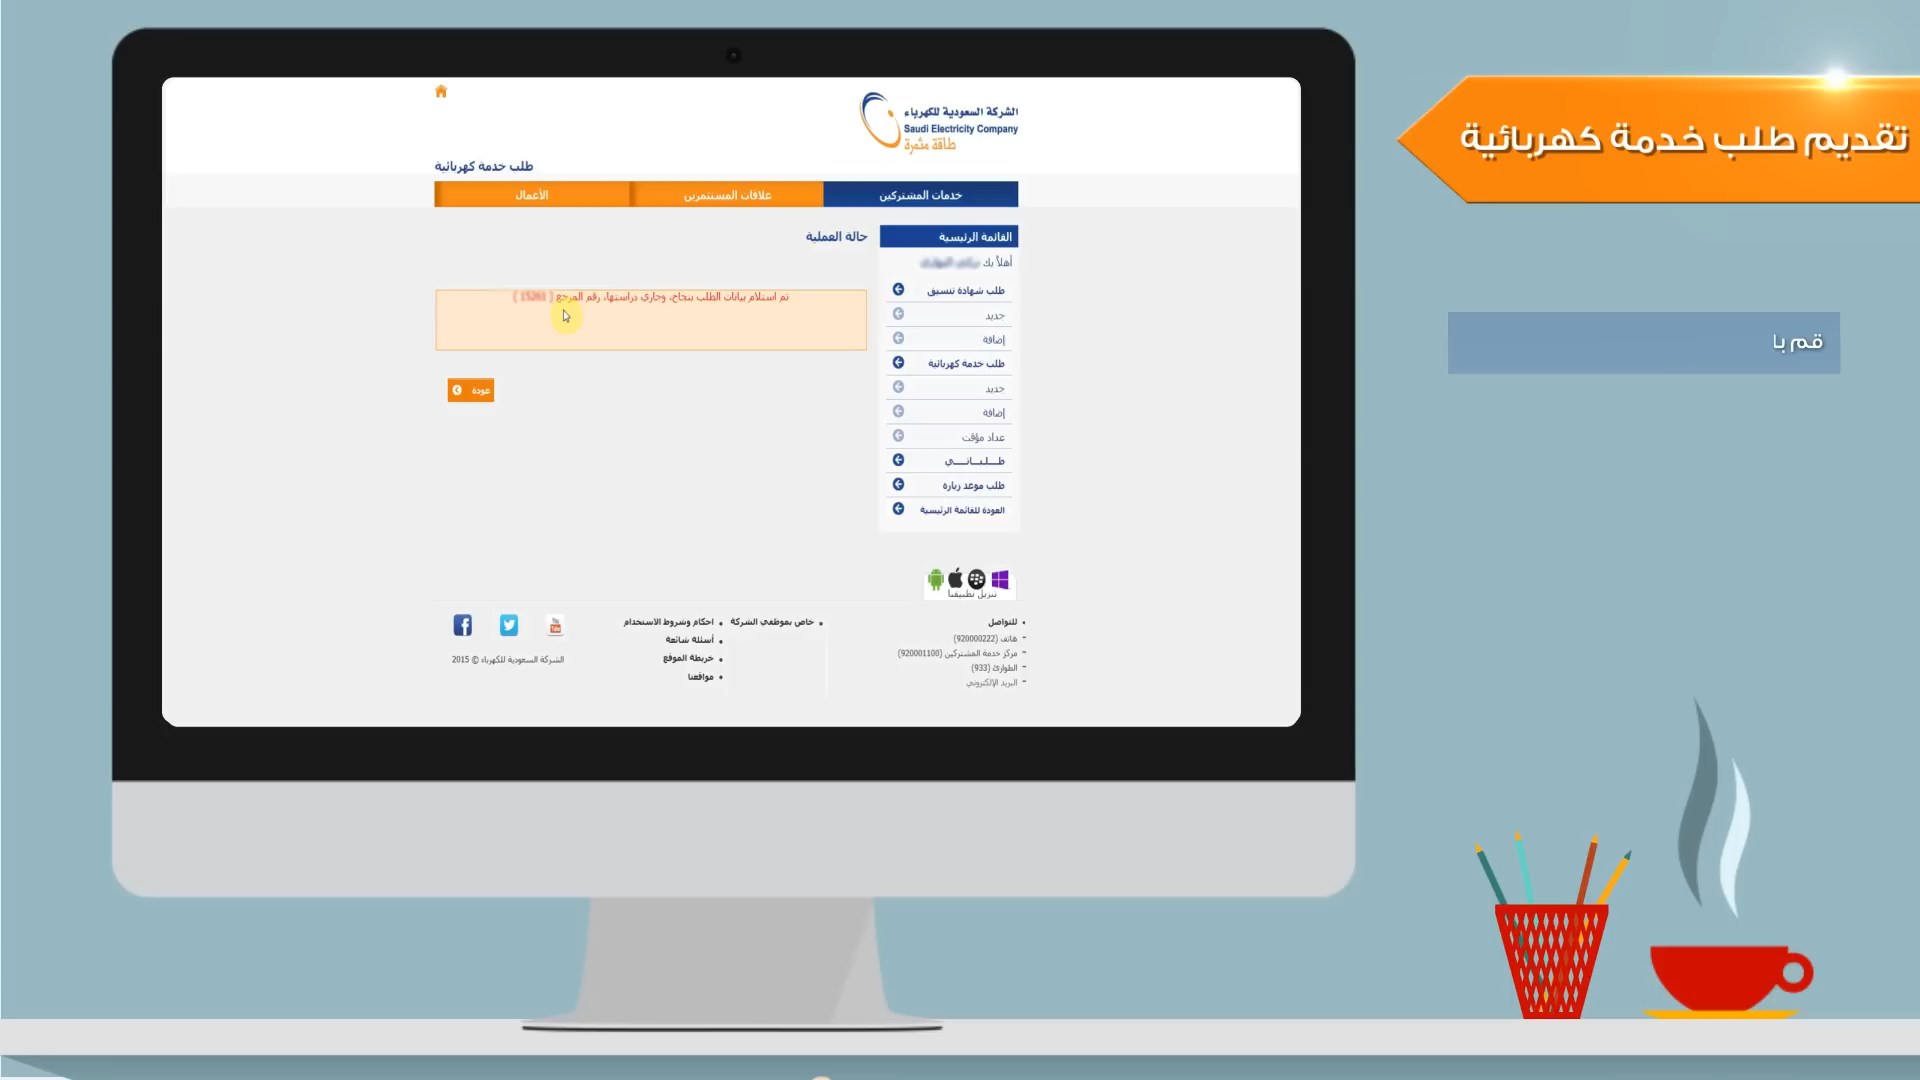 تقديم طلب خدمة كهربائية
قم با
الشركة السعودية للكهرباء
Saudi Electricity Company
طاقة مثمرة
طلب خدمة كهربائية
خدمات المشتركين
علاقات المستثمرين
الأعمال
القائمة الرئيسية
أهلاً بك
طلب شهادة تنسيق
جديد
إضافة
طلب خدمة كهربائية
جديد
إضافة
عداد مؤقت
طـــلـبـــاتـــــي
طلب موعد زيارة
العودة للقائمة الرئيسية
حالة العملية
تم استلام بيانات الطلب بنجاح، وجاري دراستها، رقم المرجع ( 15261 )
عودة
تنزيل تطبيقنا
للتواصل
- هاتف (920000222)
- مركز خدمة المشتركين (920001100)
- الطوارئ (933)
- البريد الإلكتروني
خاص بموظفي الشركة
احكام وشروط الاستخدام
أسئلة شائعة
خريطة الموقع
مواقعنا
You Tube
الشركة السعودية للكهرباء © 2015